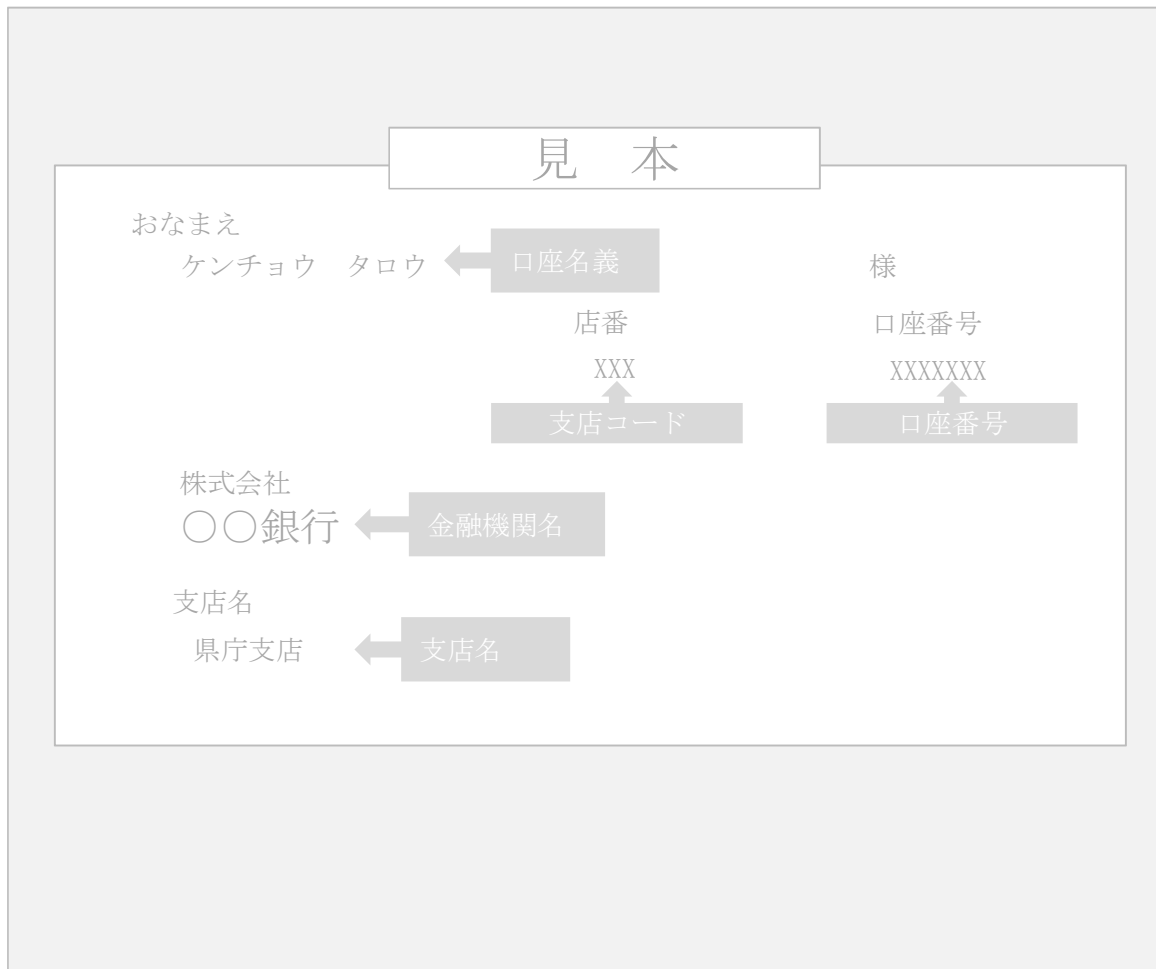 見　本
おなまえ
ケンチョウ　タロウ
口座名義
様
店番
口座番号
XXX
XXXXXXX
支店コード
口座番号
株式会社
○○銀行
金融機関名
支店名
県庁支店
支店名